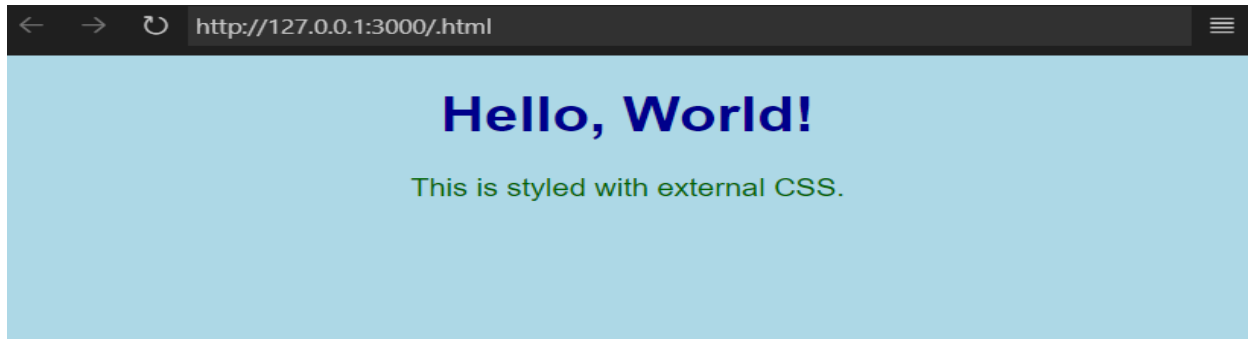 http://127.0.0.1:3000/.html
Hello, World!
This is styled with external CSS.